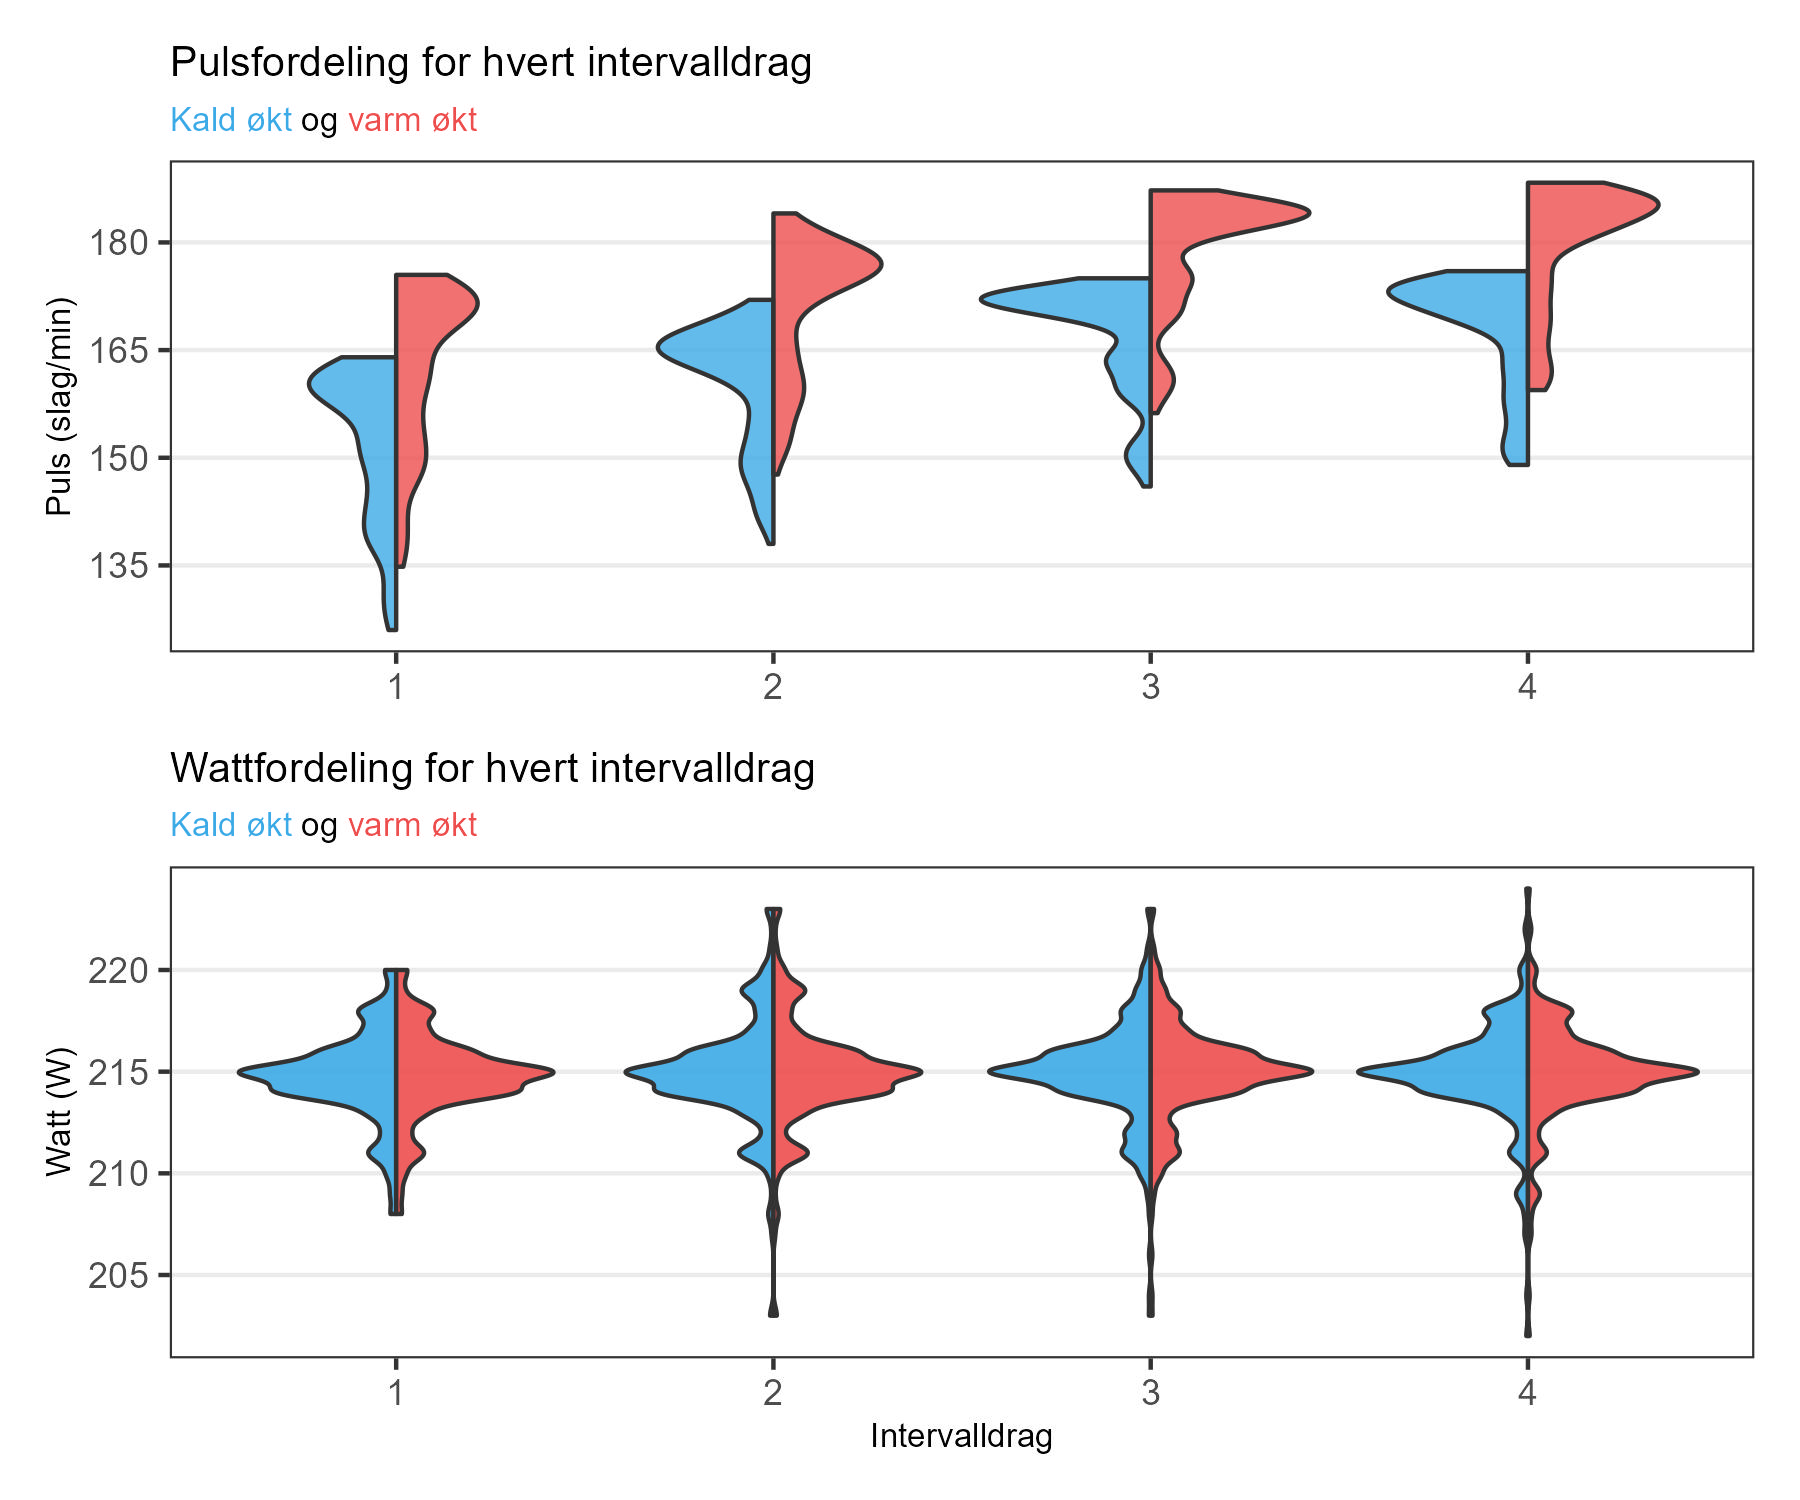 Pulsfordeling for hvert intervalldrag
Kald økt og varm økt
Puls (slag/min)
180
165
150
135
1 2 3 4
Wattfordeling for hvert intervalldrag
Kald økt og varm økt
Watt (W)
220
215
210
205
1 2 3 4
Intervalldrag